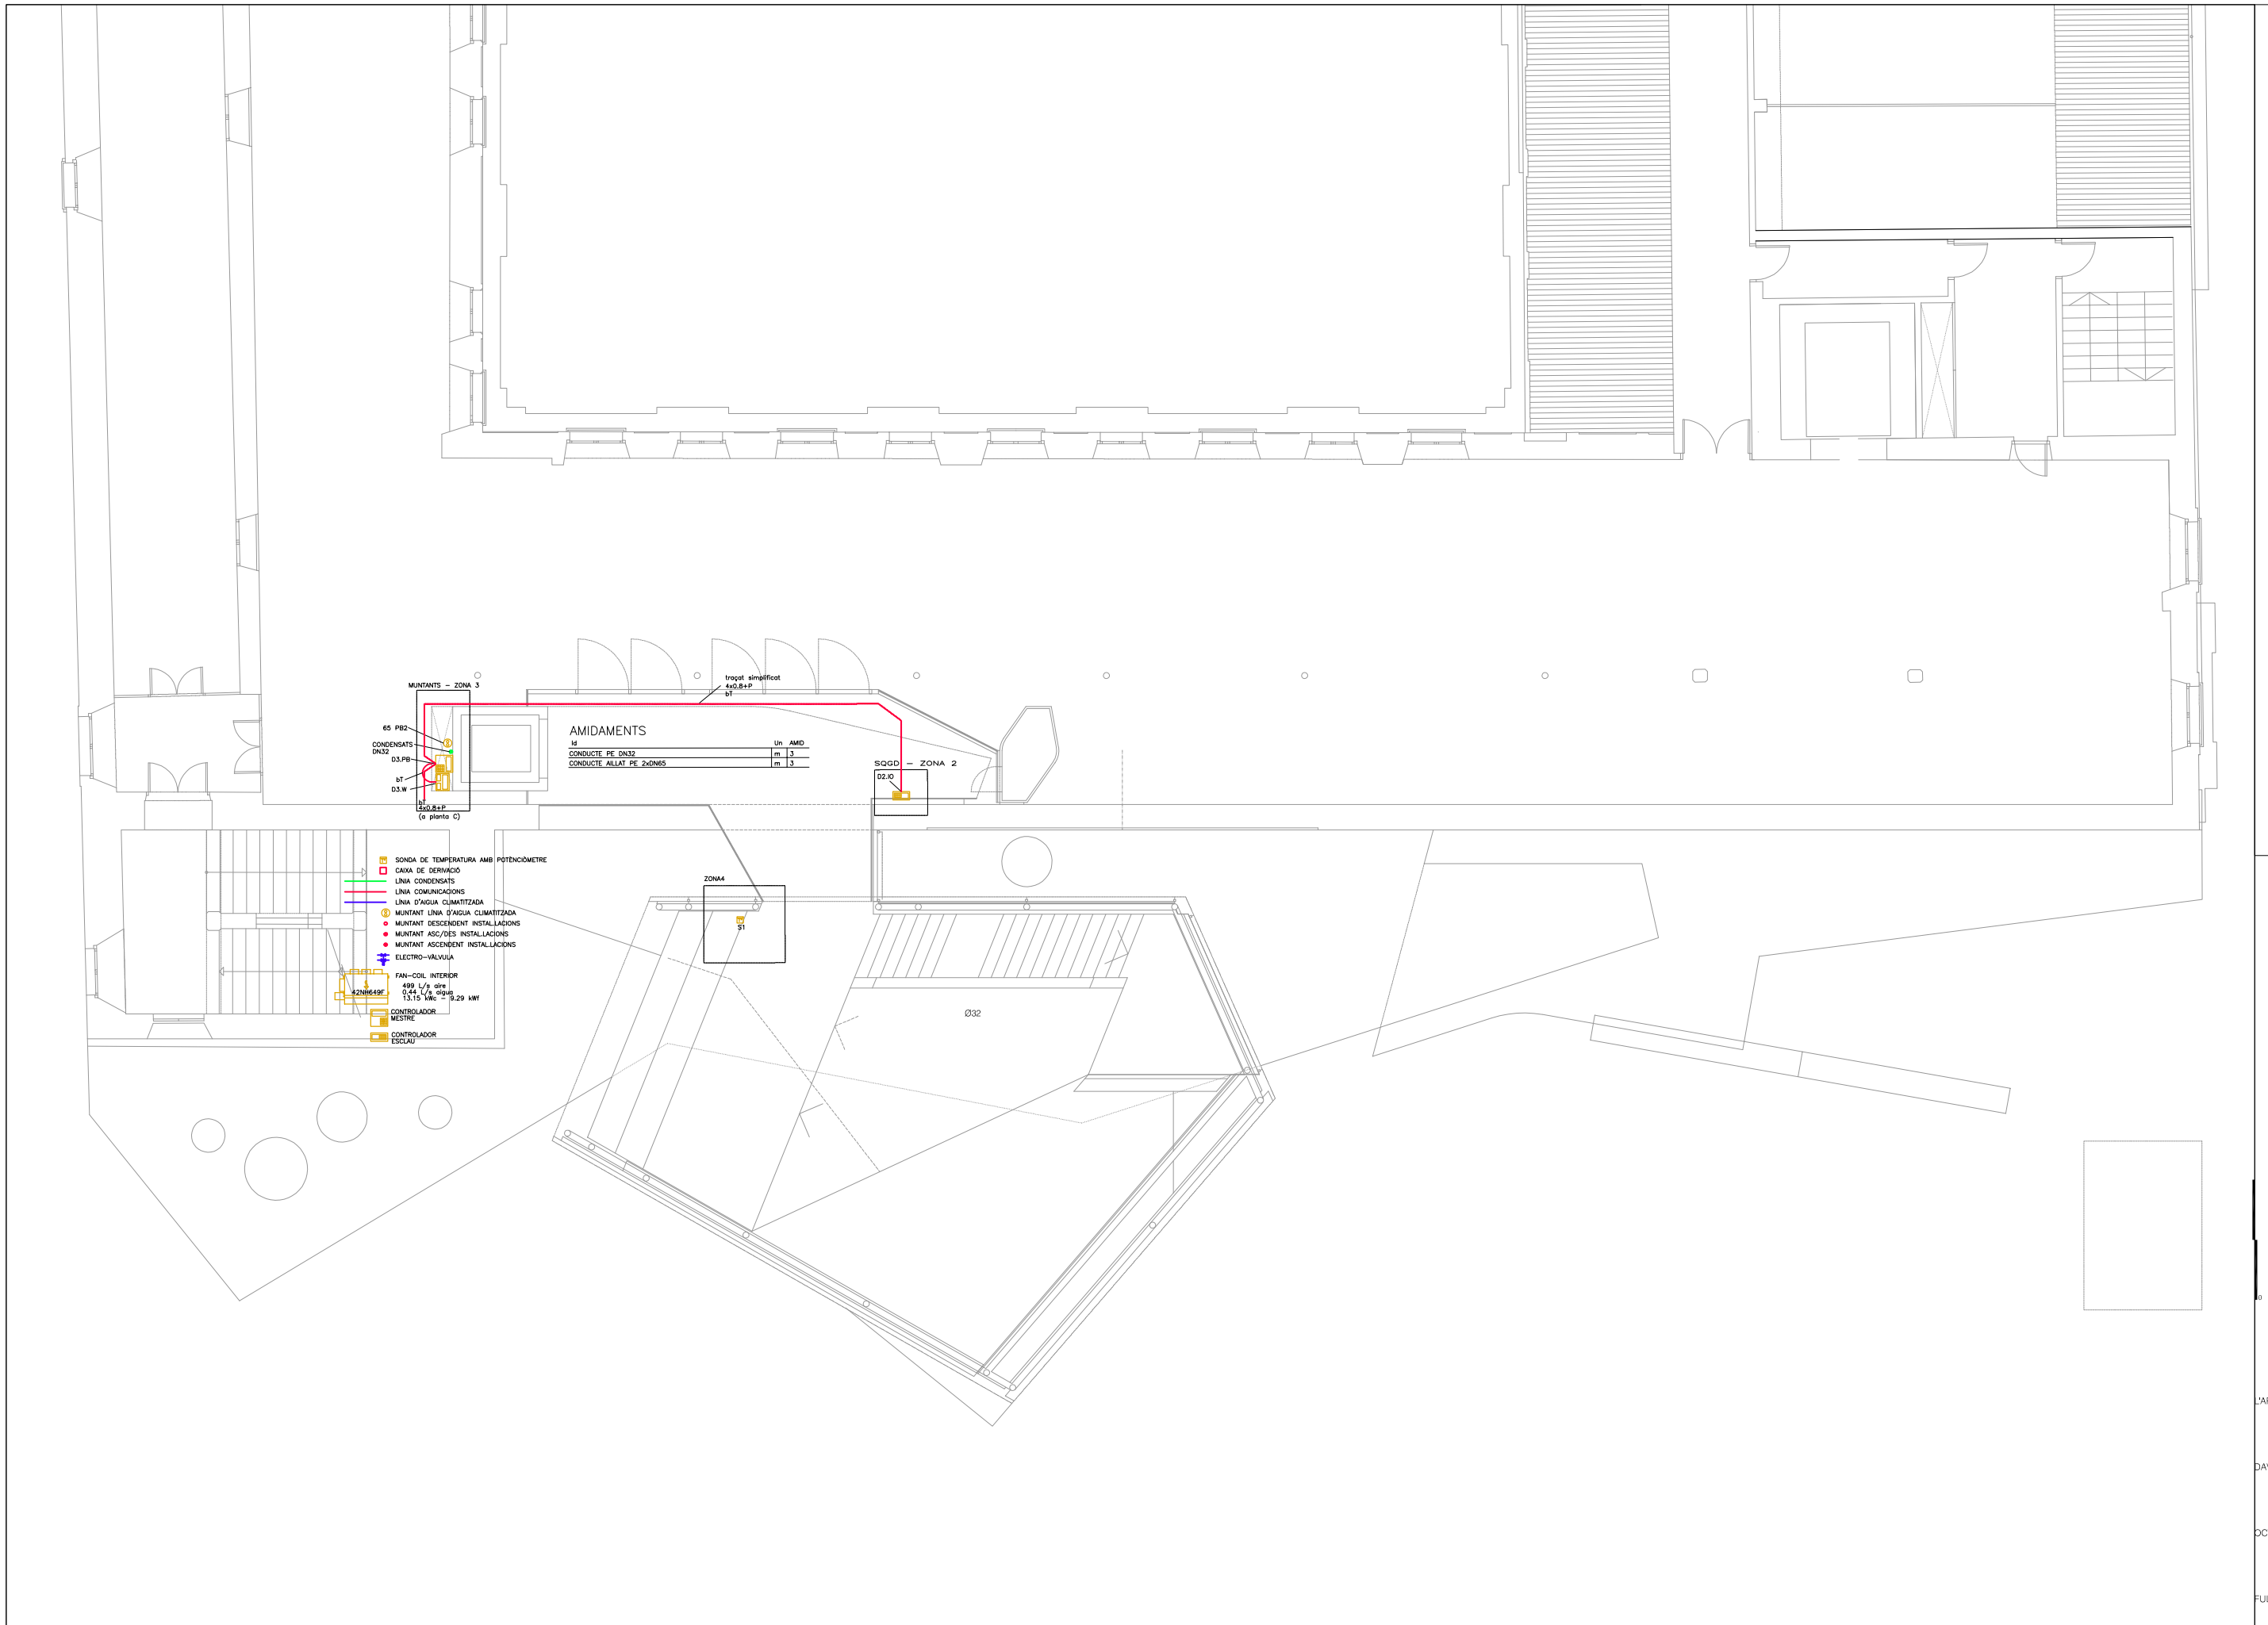 MUNTANTS - ZONA 3
traçat simplificat
4x0.8+P
bT
65 PB2
CONDENSATS
DN32
D3.PB
bT
D3.W
bT
4x0.8+P
(a planta C)
AMIDAMENTS
Id Un AMID
CONDUCTE PE DN32 m 3
CONDUCTE AILLAT PE 2xDN65 m 3
SQGD - ZONA 2
D2.IO
ZONA4
S1
SONDA DE TEMPERATURA AMB POTENCIÒMETRE
CAIXA DE DERIVACIÓ
LÍNIA CONDENSATS
LÍNIA COMUNICACIONS
LÍNIA D'AIGUA CLIMATITZADA
MUNTANT LÍNIA D'AIGUA CLIMATITZADA
MUNTANT DESCENDENT INSTAL.LACIONS
MUNTANT ASC/DES INSTAL.LACIONS
MUNTANT ASCENDENT INSTAL.LACIONS
ELECTRO-VÀLVULA
FAN-COIL INTERIOR
499 L/s aire
42NH649F 0.44 L/s aigua
13.15 kWc - 9.29 kWf
CONTROLADOR
MESTRE
CONTROLADOR
ESCLAU
Ø32